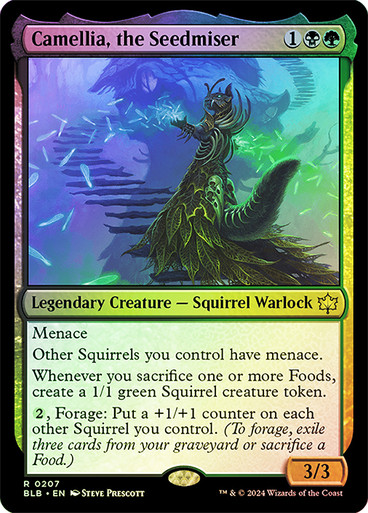 Camellia, the Seedmiser 1
Legendary Creature — Squirrel Warlock
Menace
Other Squirrels you control have menace.
Whenever you sacrifice one or more Foods,
create a 1/1 green Squirrel creature token.
2, Forage: Put a +1/+1 counter on each
other Squirrel you control. (To forage, exile
three cards from your graveyard or sacrifice a
Food.)
3/3
R 0207
BLB • EN Steve Prescott ™ & © 2024 Wizards of the Coast